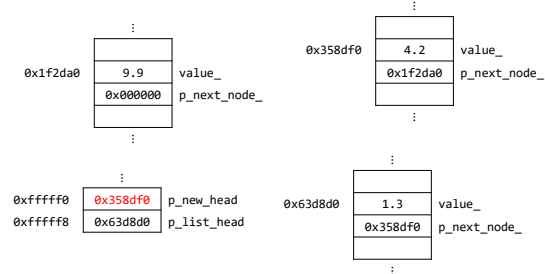 0x1f2da0 9.9 value_
0x000000 p_next_node_
0x358df0 4.2 value_
0x1f2da0 p_next_node_
0xfffff0 0x358df0 p_new_head
0xfffff8 0x63d8d0 p_list_head
0x63d8d0 1.3 value_
0x358df0 p_next_node_